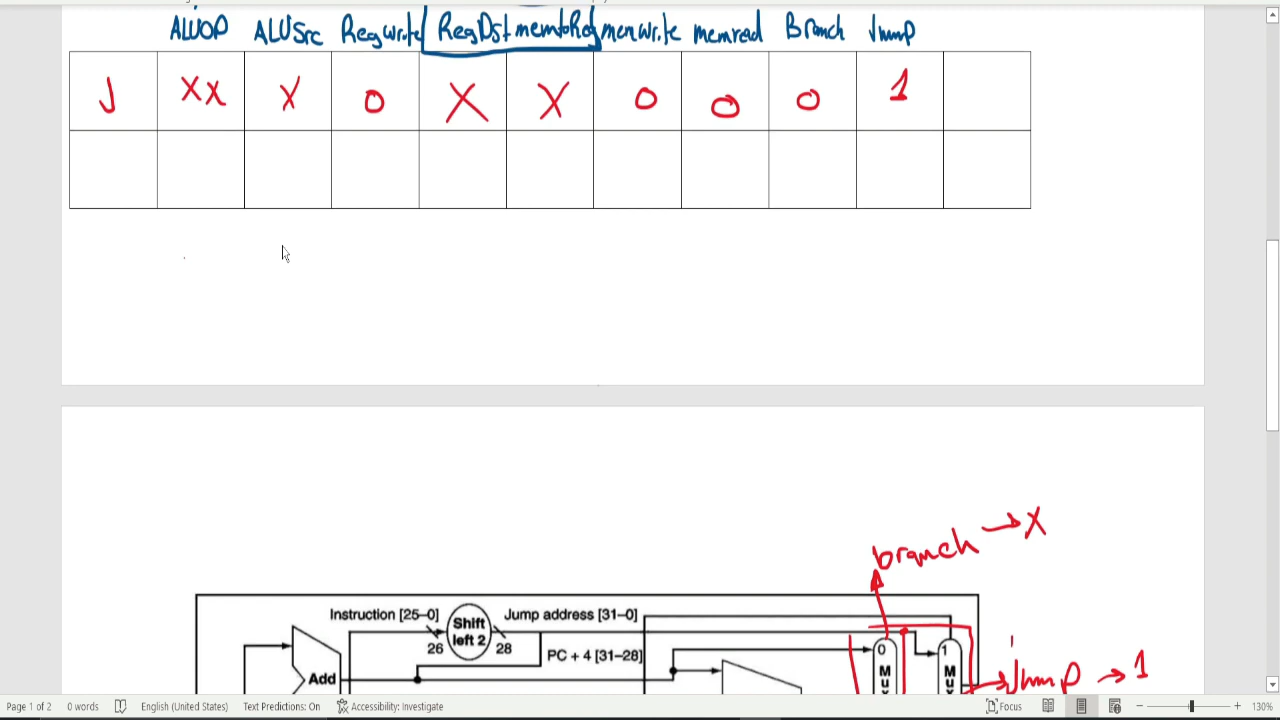 ALUOP ALUSrc RegWrite RegDst memtoReg memWrite memread Branch Jump
J XX X 0 X X 0 0 0 1
branch → X
Instruction [25–0] Shift left 2 Jump address [31–0]
26 28 PC + 4 [31–28]
0 1
Add Mu Mu Jump → 1
Page 1 of 2 0 words English (United States) Text Predictions: On Accessibility: Investigate Focus 130%